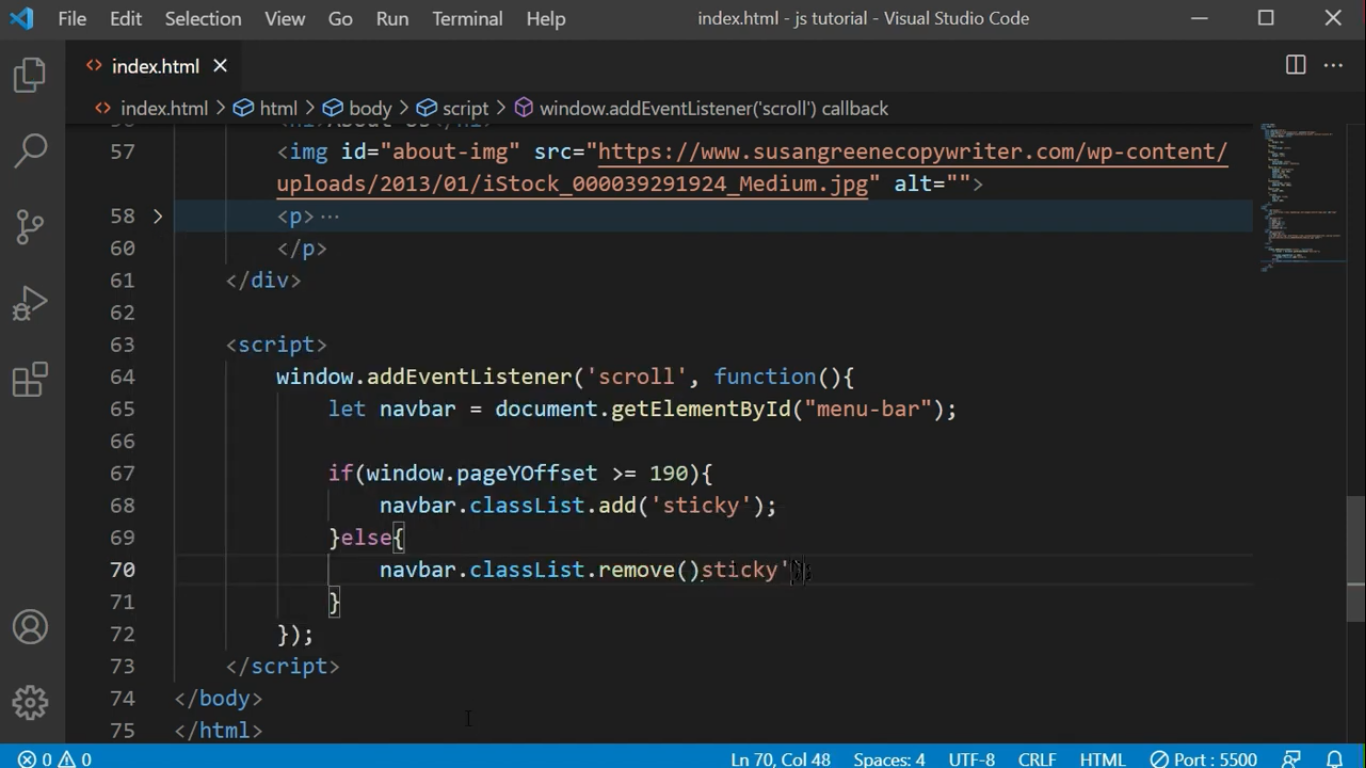 File Edit Selection View Go Run Terminal Help index.html - js tutorial - Visual Studio Code
<> index.html ×
<> index.html > html > body > script > window.addEventListener('scroll') callback
57 <img id="about-img" src="https://www.susangreenecopywriter.com/wp-content/
uploads/2013/01/iStock_000039291924_Medium.jpg" alt="">
58 > <p>…
60 </p>
61 </div>
62
63 <script>
64 window.addEventListener('scroll', function(){
65 let navbar = document.getElementById("menu-bar");
66
67 if(window.pageYOffset >= 190){
68 navbar.classList.add('sticky');
69 }else{
70 navbar.classList.remove()sticky'
71 }
72 });
73 </script>
74 </body>
75 </html>
0 0 Ln 70, Col 48 Spaces: 4 UTF-8 CRLF HTML Port : 5500